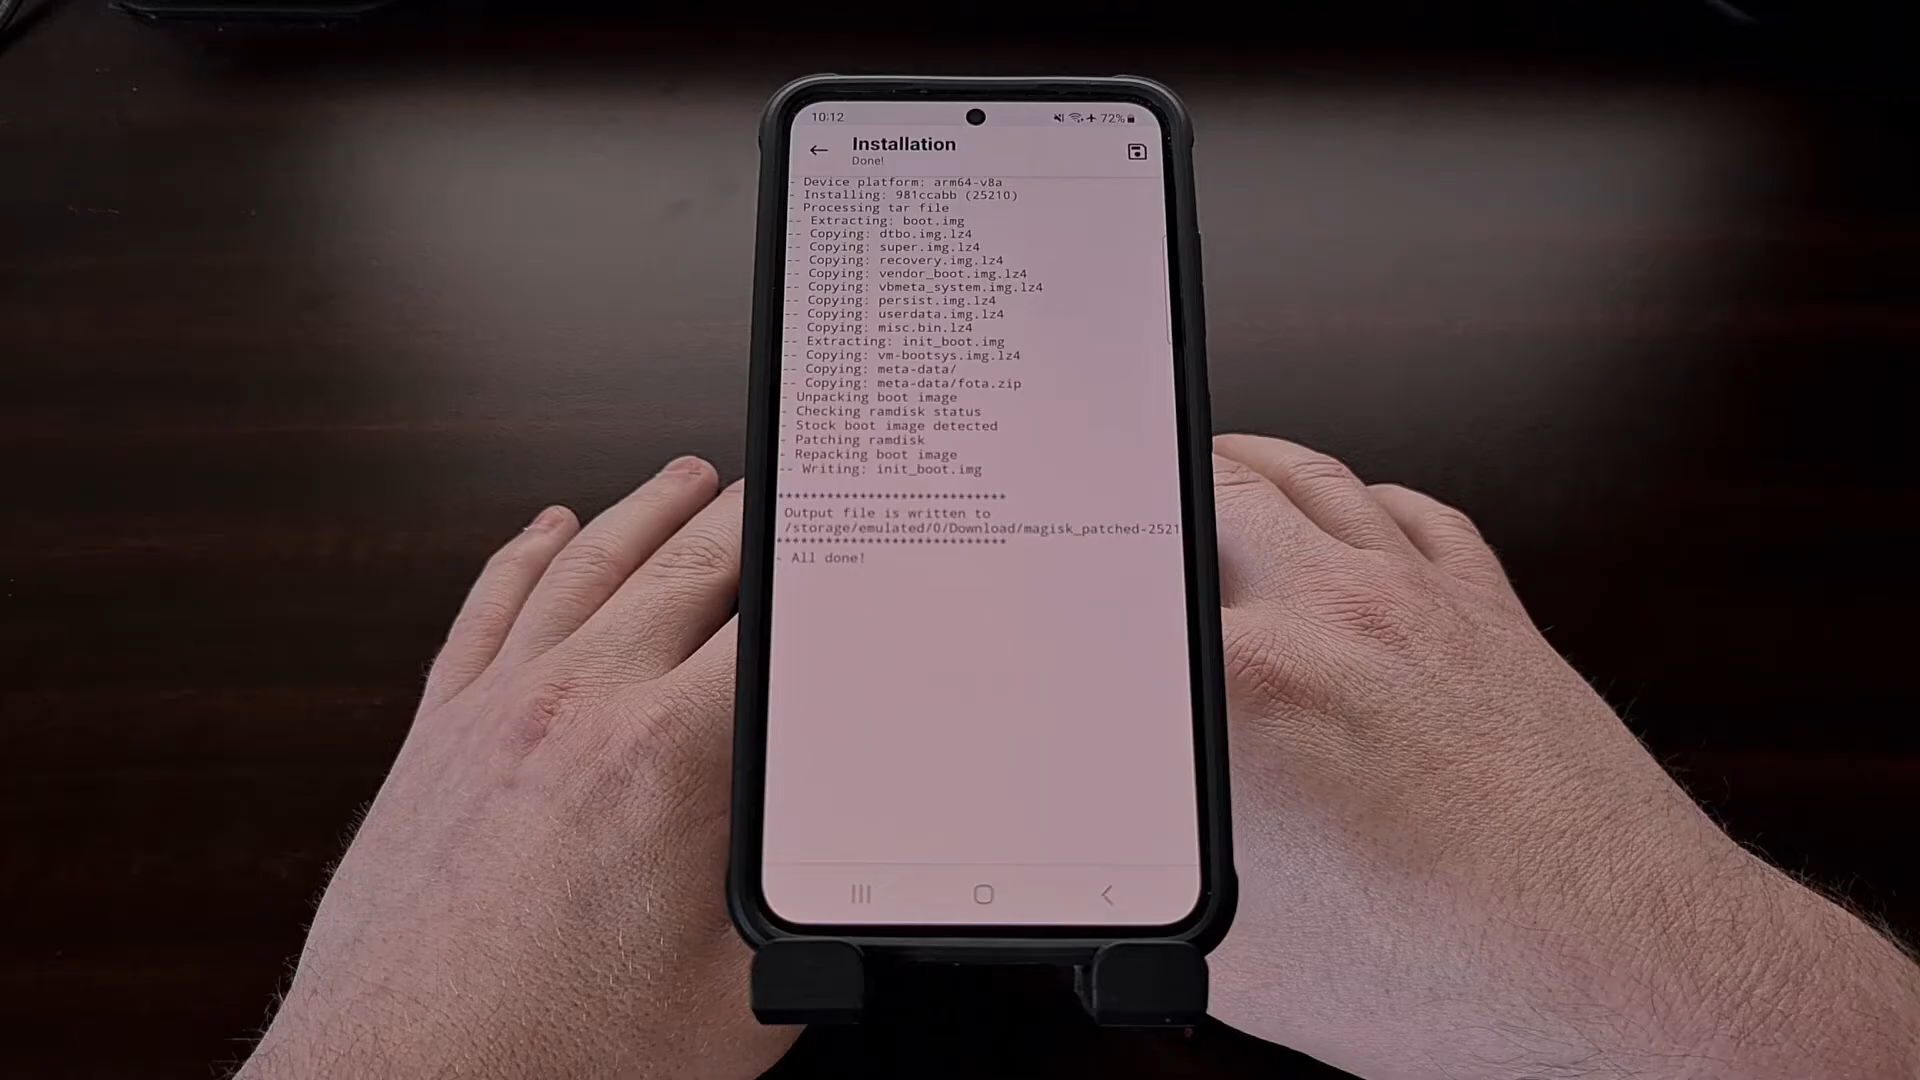 10:12 72%
Installation
Done!
- Device platform: arm64-v8a
- Installing: 981ccabb (25210)
- Processing tar file
-- Extracting: boot.img
-- Copying: dtbo.img.lz4
-- Copying: super.img.lz4
-- Copying: recovery.img.lz4
-- Copying: vendor_boot.img.lz4
-- Copying: vbmeta_system.img.lz4
-- Copying: persist.img.lz4
-- Copying: userdata.img.lz4
-- Copying: misc.bin.lz4
-- Extracting: init_boot.img
-- Copying: vm-bootsys.img.lz4
-- Copying: meta-data/
-- Copying: meta-data/fota.zip
- Unpacking boot image
- Checking ramdisk status
- Stock boot image detected
- Patching ramdisk
- Repacking boot image
-- Writing: init_boot.img
****************************
Output file is written to
/storage/emulated/0/Download/magisk_patched-2521
****************************
- All done!